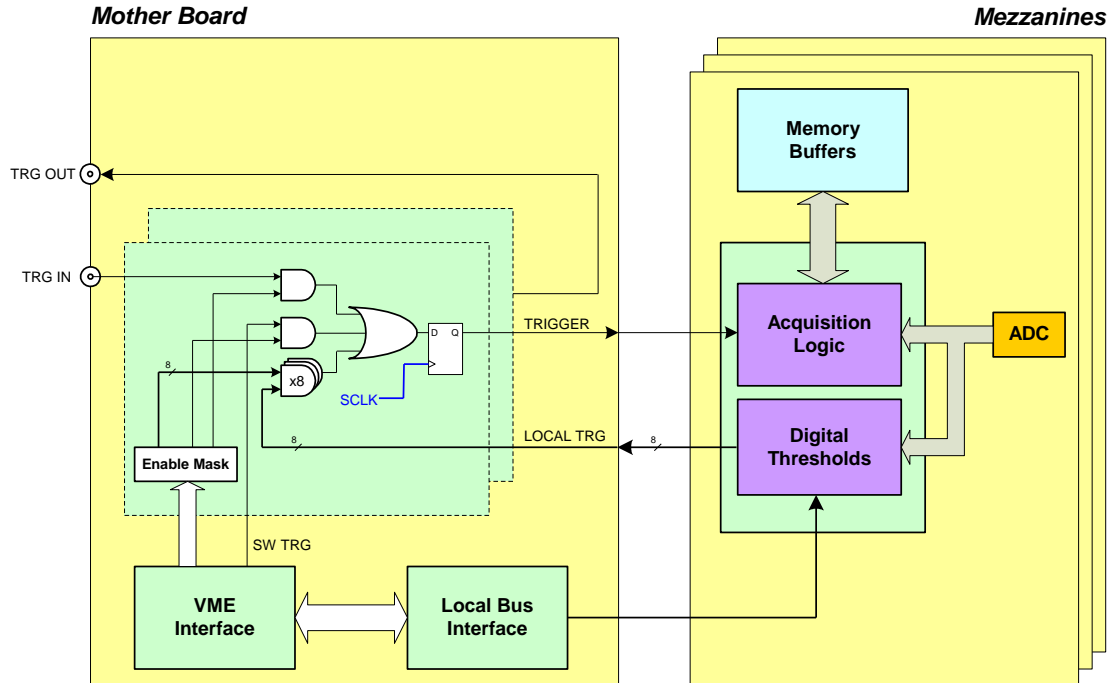 Mother Board
Mezzanines
Memory
Buffers
TRG OUT
TRG IN
D
Q
TRIGGER
Acquisition
Logic
ADC
8
x8
SCLK
LOCAL TRG
8
8
Digital
Thresholds
Enable Mask
SW TRG
VME
Interface
Local Bus
Interface